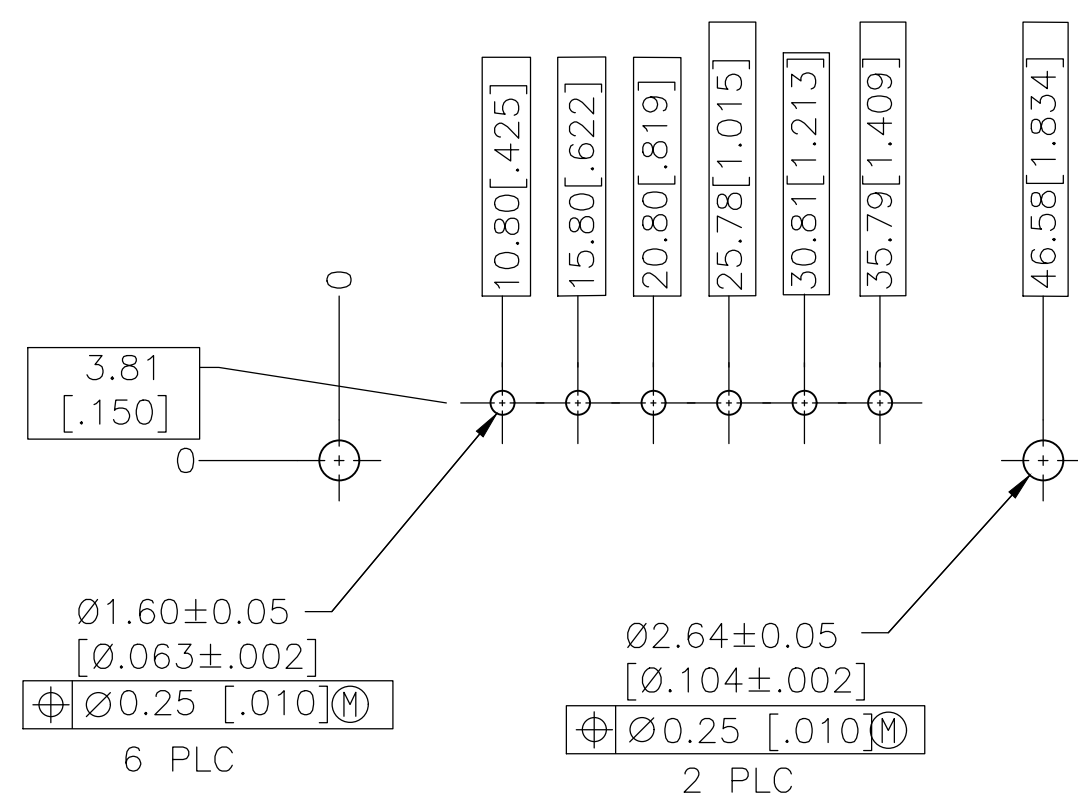 10.80[.425]
15.80[.622]
20.80[.819]
25.78[1.015]
30.81[1.213]
35.79[1.409]
46.58[1.834]
0
3.81
[.150]
0
Ø1.60±0.05
[Ø.063±.002]
⌖ Ø0.25 [.010]Ⓜ
6 PLC
Ø2.64±0.05
[Ø.104±.002]
⌖ Ø0.25 [.010]Ⓜ
2 PLC